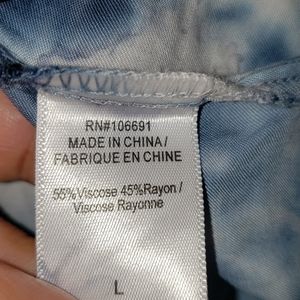 RN#106691
MADE IN CHINA/
FABRIQUE EN CHINE
55%Viscose 45%Rayon/
Viscose Rayonne
L